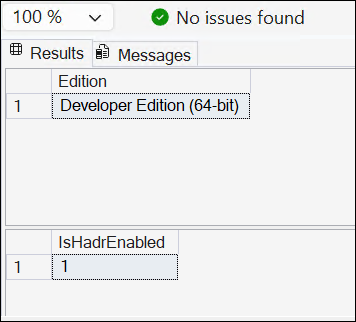 100 %
No issues found
Results
Messages
Edition
1
Developer Edition (64-bit)
IsHadrEnabled
1
1